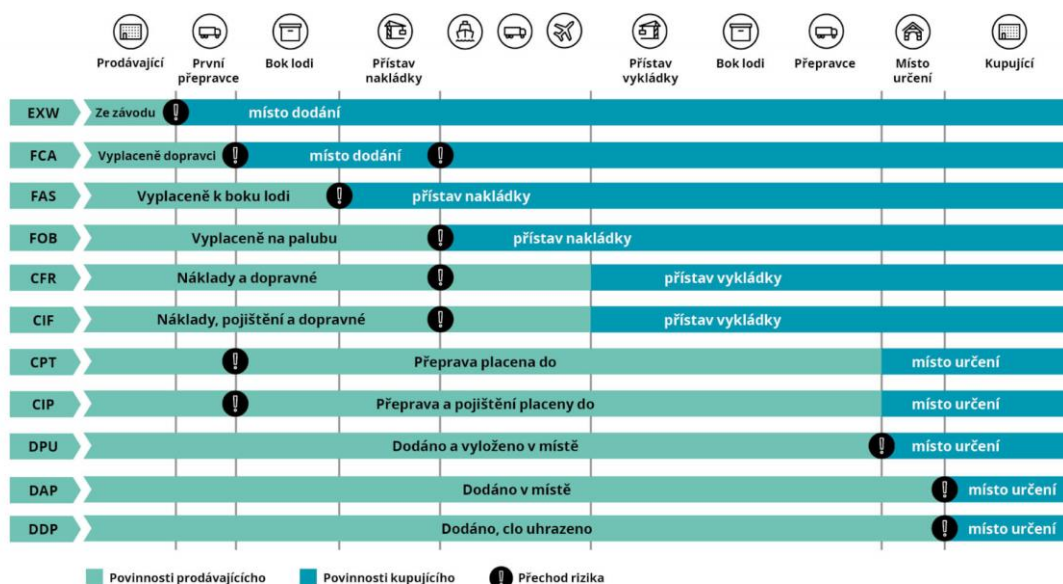 Prodávající
První
přepravce
Bok lodi
Přístav
nakládky
Přístav
vykládky
Bok lodi
Přepravce
Místo
určení
Kupující
EXW Ze závodu ! místo dodání
FCA Vyplaceně dopravci ! místo dodání !
FAS Vyplaceně k boku lodi ! přístav nakládky
FOB Vyplaceně na palubu ! přístav nakládky
CFR Náklady a dopravné ! přístav vykládky
CIF Náklady, pojištění a dopravné ! přístav vykládky
CPT ! Přeprava placena do místo určení
CIP ! Přeprava a pojištění placeny do místo určení
DPU Dodáno a vyloženo v místě ! místo určení
DAP Dodáno v místě ! místo určení
DDP Dodáno, clo uhrazeno ! místo určení
Povinnosti prodávajícícho Povinnosti kupujícího ! Přechod rizika